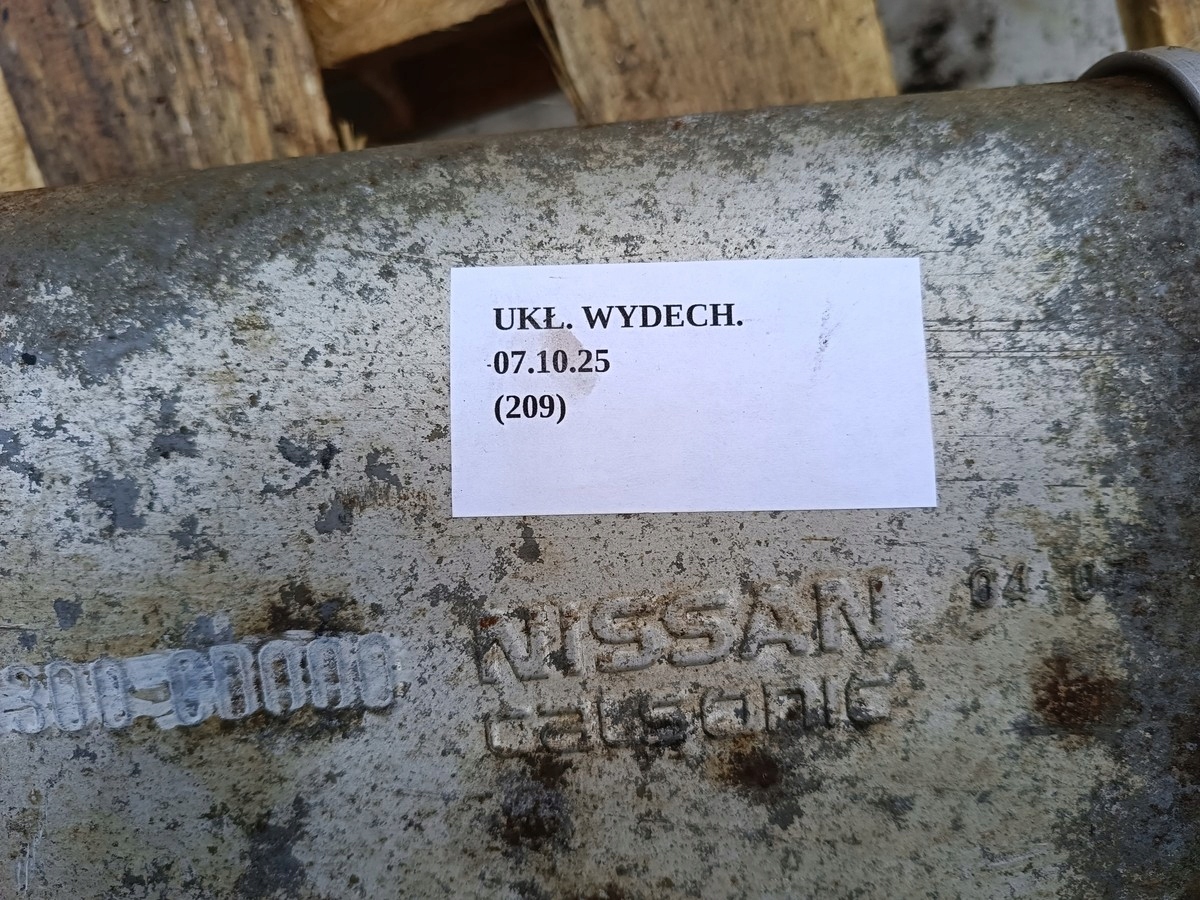 UKŁ. WYDECH.
07.10.25
(209)
NISSAN
calsonic